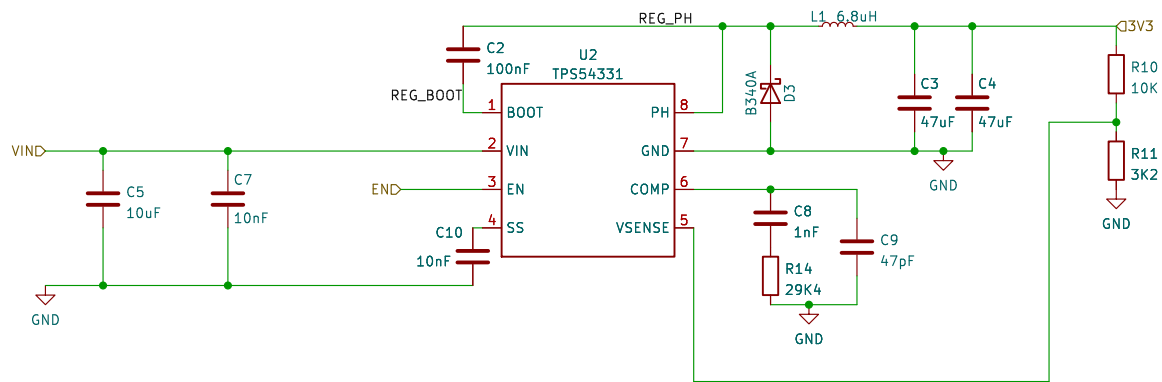 REG_PH
L1 6.8uH
3V3
C2
100nF
U2
TPS54331
REG_BOOT
B340A
D3
C3
47uF
C4
47uF
R10
10K
1
BOOT
PH
8
VIN
2
VIN
GND
7
GND
R11
3K2
GND
EN
3
EN
COMP
6
C5
10uF
C7
10nF
4
SS
VSENSE
5
C10
10nF
C8
1nF
C9
47pF
R14
29K4
GND
GND